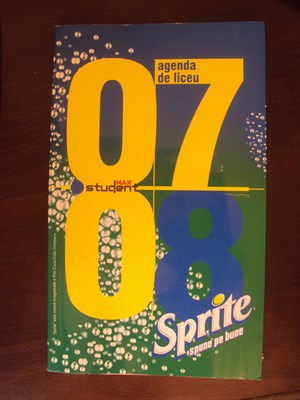 07
agenda
de liceu
MAX
student
08
Sprite
spune pe bune